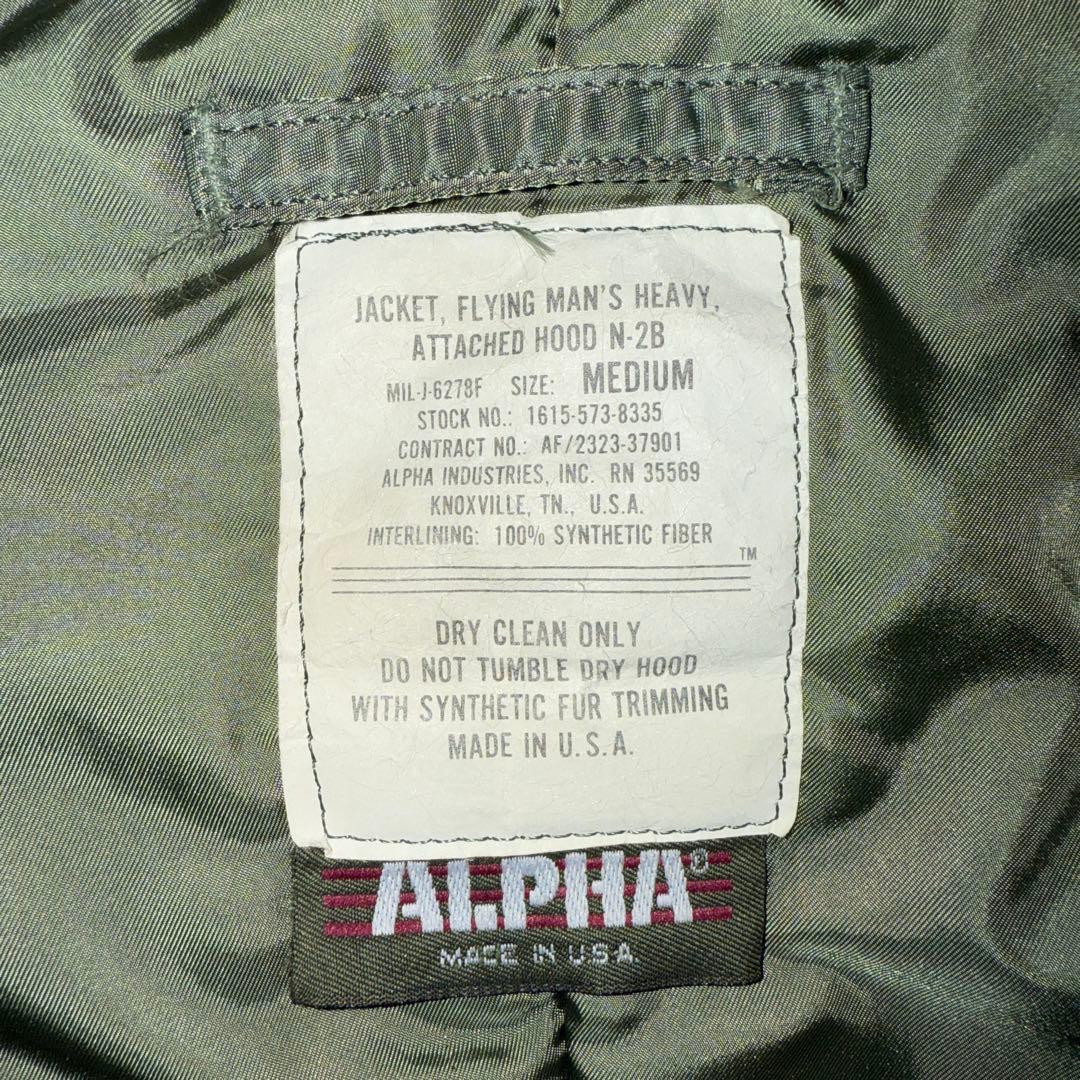 JACKET, FLYING MAN'S HEAVY,
ATTACHED HOOD N-2B
MIL-J-6278F SIZE: MEDIUM
STOCK NO.: 1615-573-8335
CONTRACT NO.: AF/2323-37901
ALPHA INDUSTRIES, INC. RN 35569
KNOXVILLE, TN., U.S.A.
INTERLINING: 100% SYNTHETIC FIBER
TM
DRY CLEAN ONLY
DO NOT TUMBLE DRY HOOD
WITH SYNTHETIC FUR TRIMMING
MADE IN U.S.A.
ALPHA®
MADE IN U.S.A.